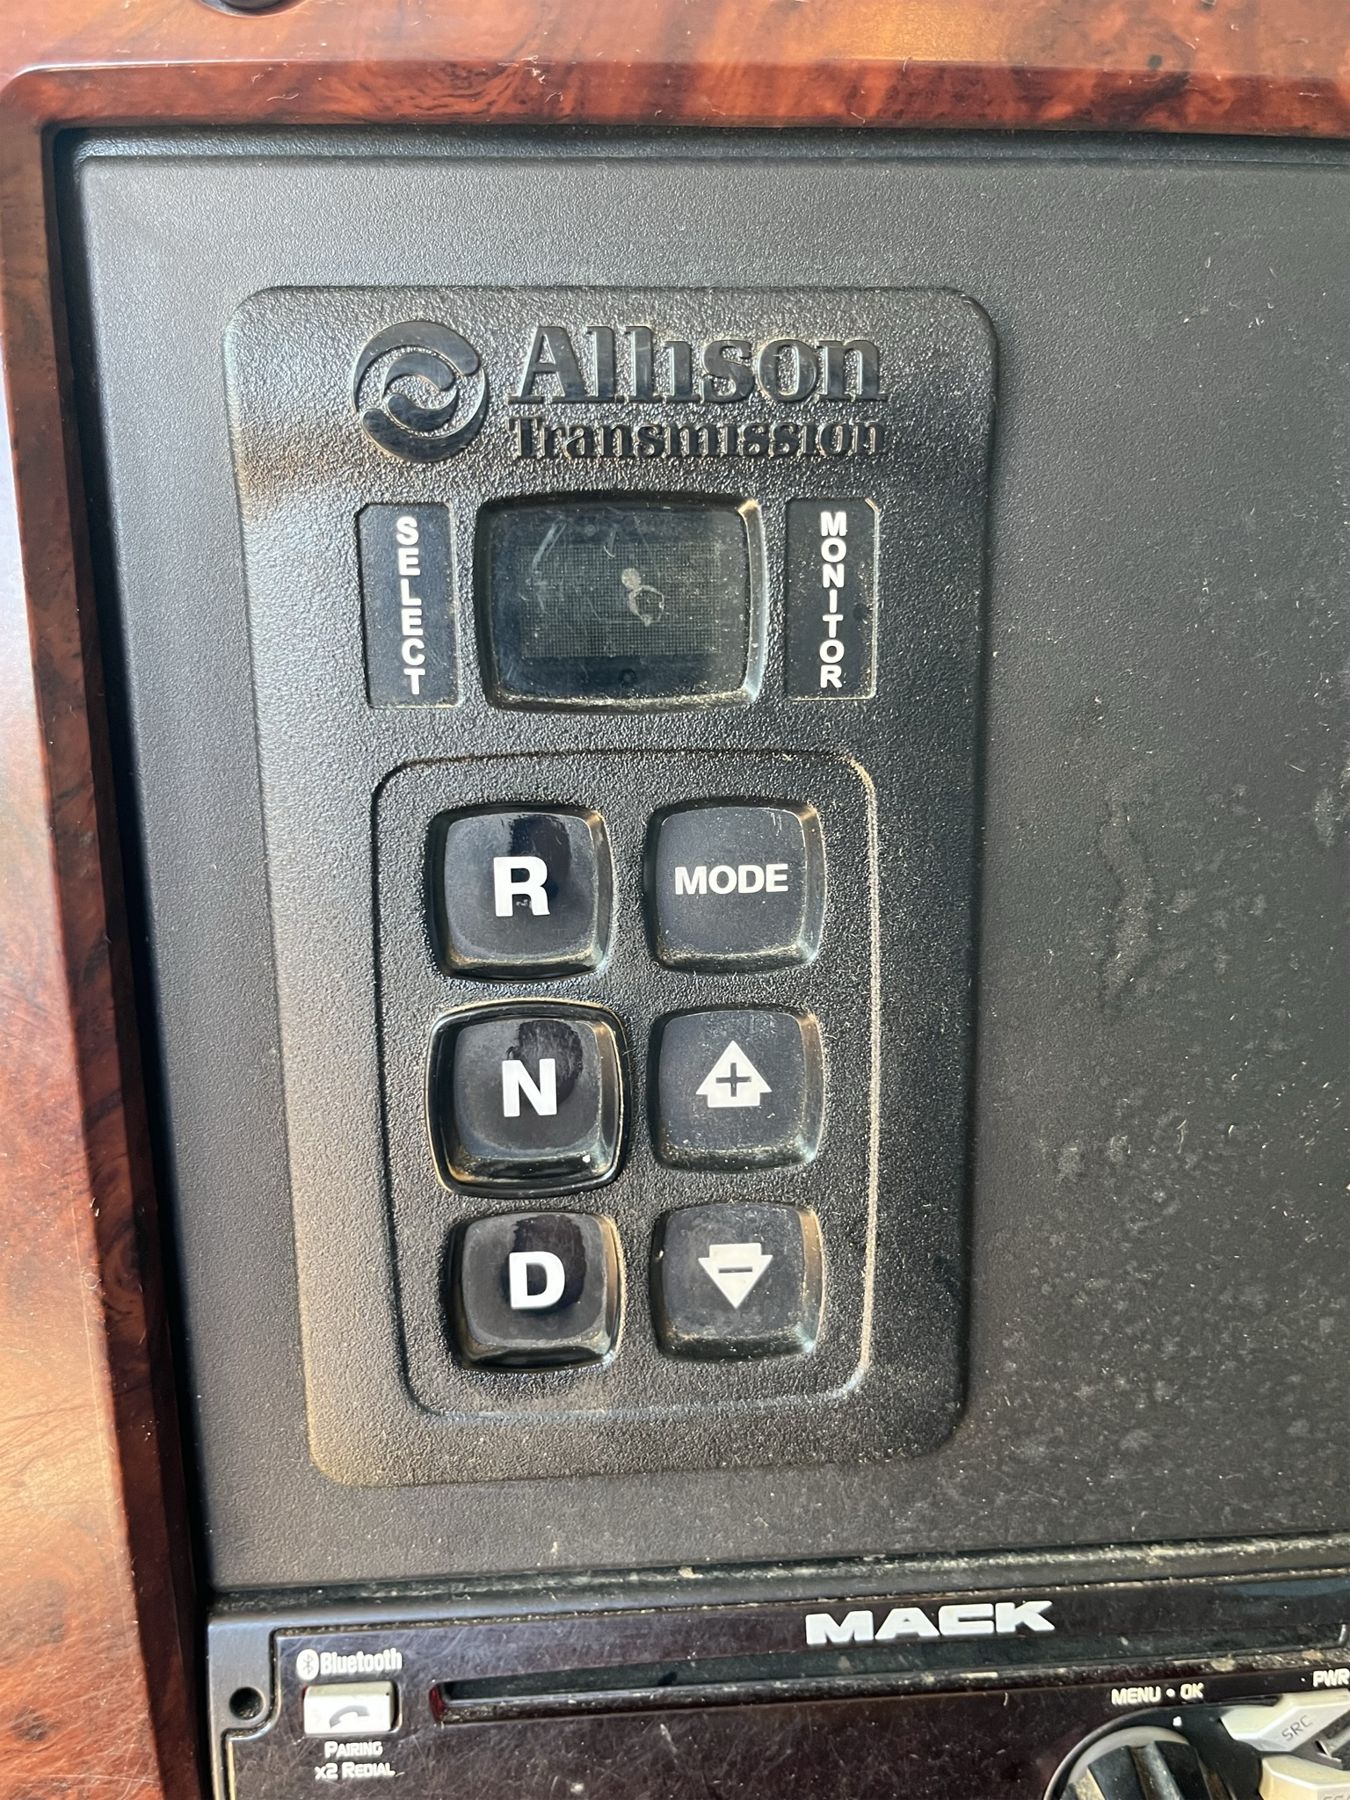 Allison
Transmission
SELECT
MONITOR
R
MODE
N
+
D
−
MACK
Bluetooth
MENU • OK
PWR
SRC
PAIRING
x2 REDIAL